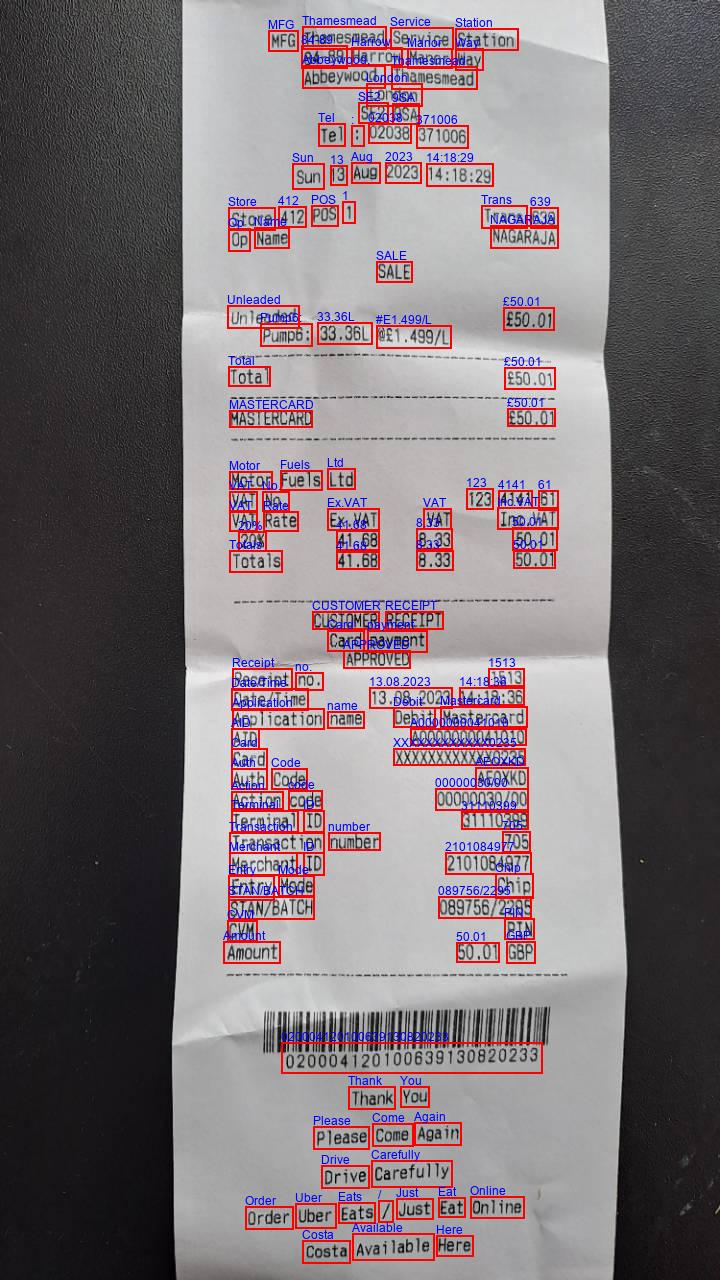 MFG Thamesmead Service Station
84-89 Harrow Manor Way
Abbeywood, Thamesmead
London
SE2 9SA
Tel : 02038 371006
Sun 13 Aug 2023 14:18:29
Store 412 POS 1 Trans 639
Op Name NAGARAJA
SALE
Unleaded £50.01
Pump6: 33.36L @£1.499/L
Total £50.01
MASTERCARD £50.01
Motor Fuels Ltd
VAT No. 123 4141 61
VAT Rate Ex.VAT VAT Inc.VAT
20% 41.68 8.33 50.01
Totals 41.68 8.33 50.01
CUSTOMER RECEIPT
Card payment
APPROVED
Receipt no. 1513
Date/Time 13.08.2023 14:18:36
Application name Debit Mastercard
AID A0000000041010
Card XXXXXXXXXXXX0235
Auth Code AFOXKD
Action code 00000030/00
Terminal ID 31110399
Transaction number 705
Merchant ID 2101084977
Entry Mode Chip
STAN/BATCH 089756/2295
CVM PIN
Amount 50.01 GBP
02000412010063913082023​3
Thank You
Please Come Again
Drive Carefully
Order Uber Eats / Just Eat Online
Costa Available Here